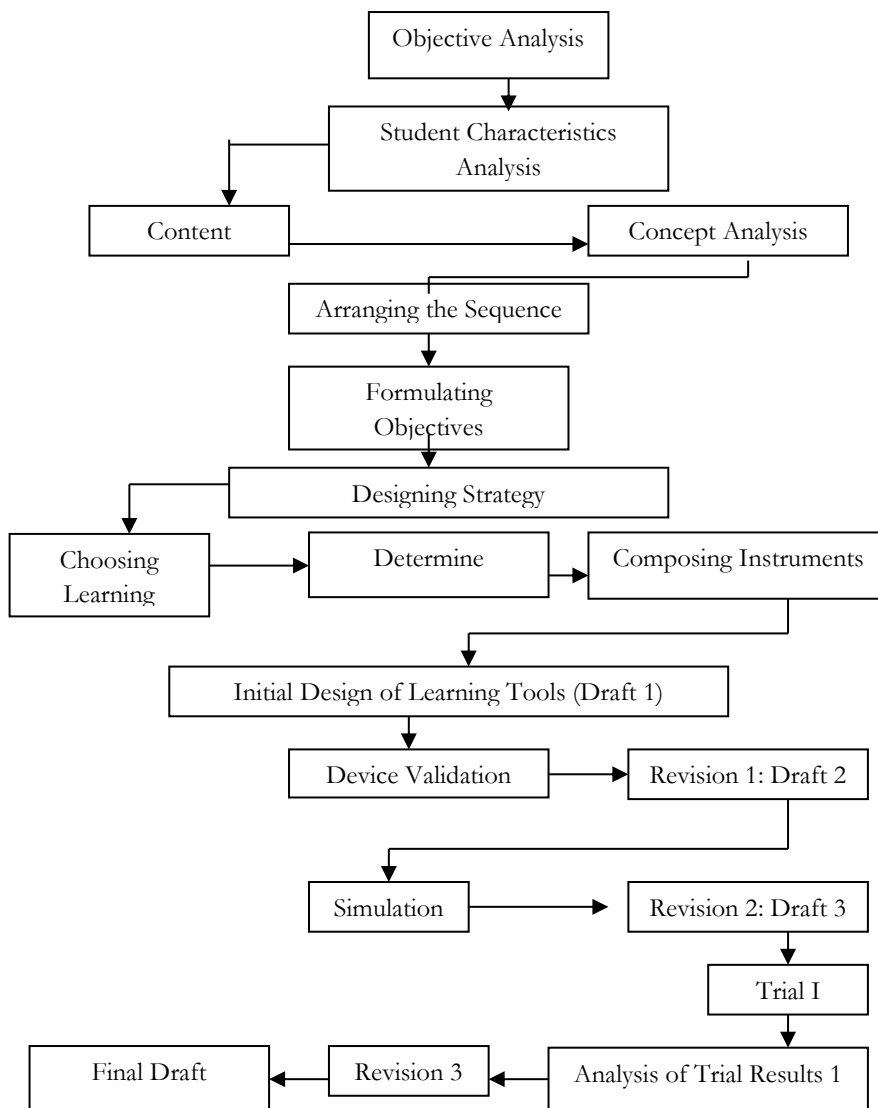 Objective Analysis
Student Characteristics
Analysis
Content
Concept Analysis
Arranging the Sequence
Formulating
Objectives
Designing Strategy
Choosing
Learning
Determine
Composing Instruments
Initial Design of Learning Tools (Draft 1)
Device Validation
Revision 1: Draft 2
Simulation
Revision 2: Draft 3
Trial I
Final Draft
Revision 3
Analysis of Trial Results 1